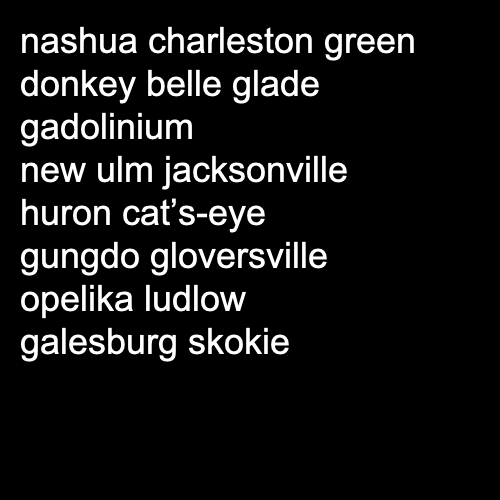 nashua charleston green
donkey belle glade
gadolinium
new ulm jacksonville
huron cat’s-eye
gungdo gloversville
opelika ludlow
galesburg skokie